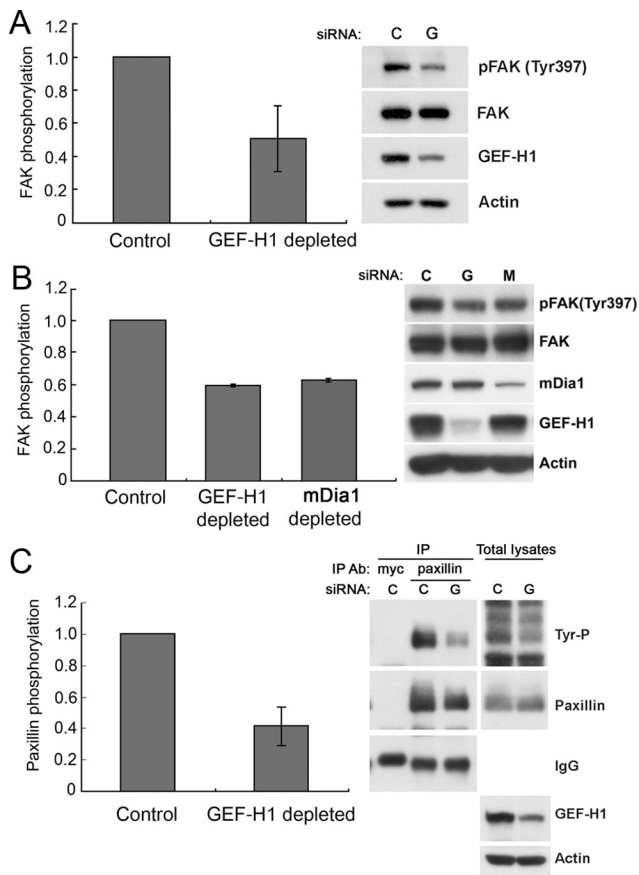 A
siRNA: C G
FAK phosphorylation
1.2
1.0
0.8
0.6
0.4
0.2
0
Control GEF-H1 depleted
pFAK (Tyr397)
FAK
GEF-H1
Actin
B
siRNA: C G M
FAK phosphorylation
1.2
1.0
0.8
0.6
0.4
0.2
0
Control GEF-H1 depleted mDia1 depleted
pFAK(Tyr397)
FAK
mDia1
GEF-H1
Actin
C
IP Total lysates
IP Ab: myc paxillin
siRNA: C C G C G
Paxillin phosphorylation
1.2
1.0
0.8
0.6
0.4
0.2
0
Control GEF-H1 depleted
Tyr-P
Paxillin
IgG
GEF-H1
Actin